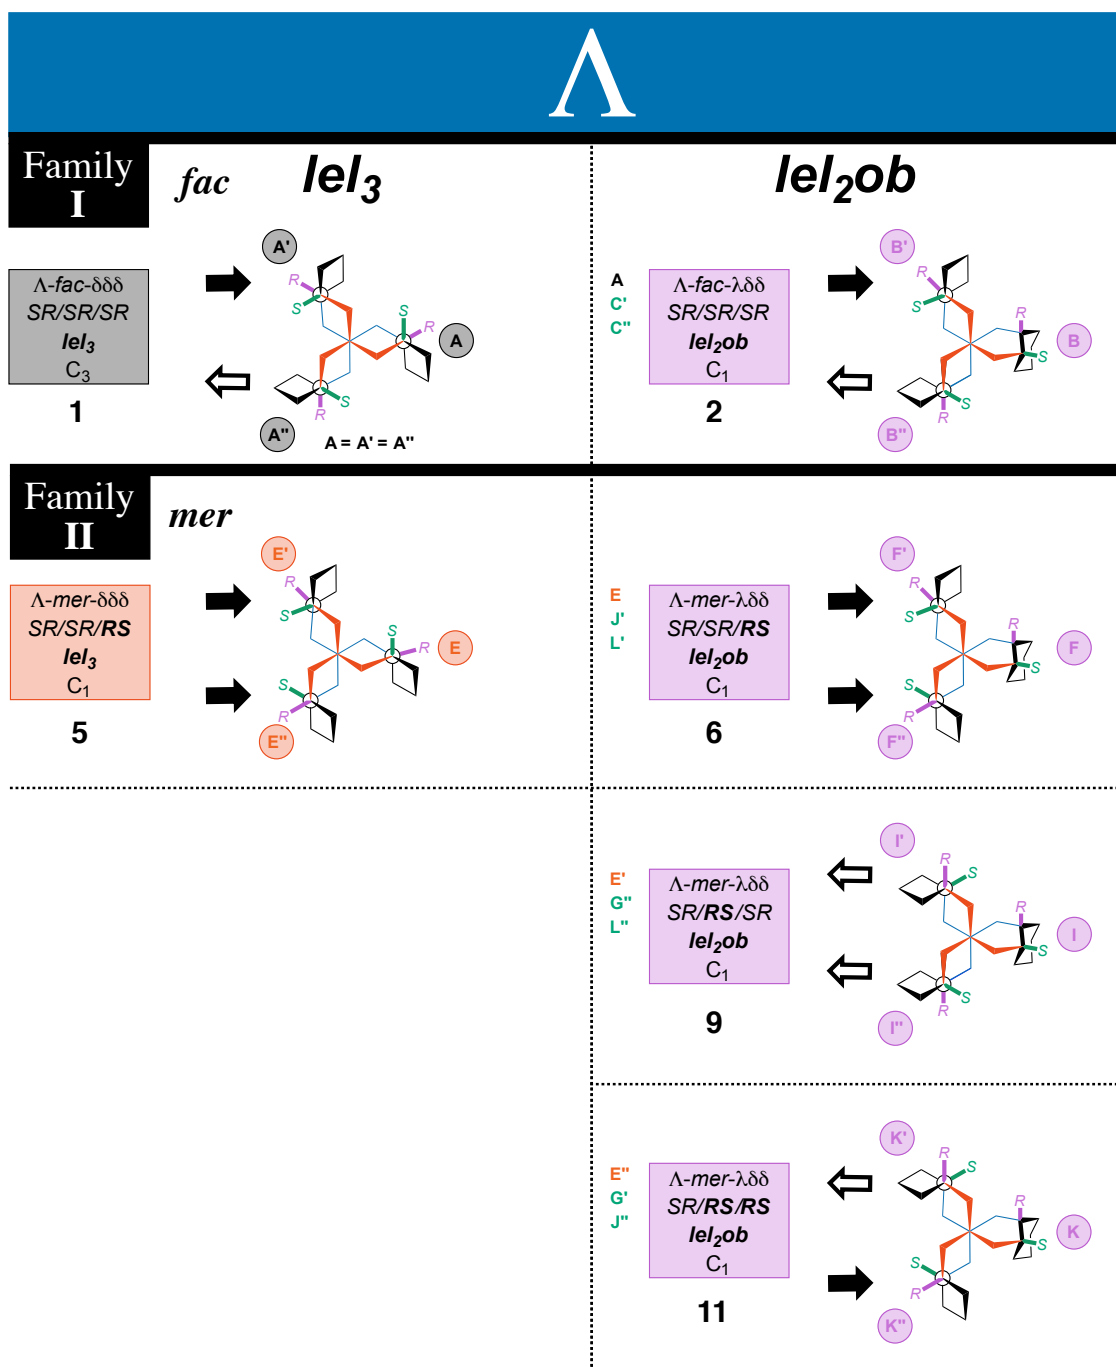 Λ
Family
I
fac
lel3
lel2ob
A'
R
S
S
R
A
S
R
A"
A = A' = A"
Λ-fac-δδδ
SR/SR/SR
lel3
C3
1
A
C'
C"
Λ-fac-λδδ
SR/SR/SR
lel2ob
C1
2
B'
R
S
R
S
B
S
R
B"
Family
II
mer
Λ-mer-δδδ
SR/SR/RS
lel3
C1
5
E'
R
S
S
R
E
S
R
E"
E
J'
L'
Λ-mer-λδδ
SR/SR/RS
lel2ob
C1
6
F'
R
S
R
S
F
S
R
F"
E'
G"
L"
Λ-mer-λδδ
SR/RS/SR
lel2ob
C1
9
I'
R
S
R
S
I
S
R
I"
E"
G'
J"
Λ-mer-λδδ
SR/RS/RS
lel2ob
C1
11
K'
R
S
R
S
K
S
R
K"